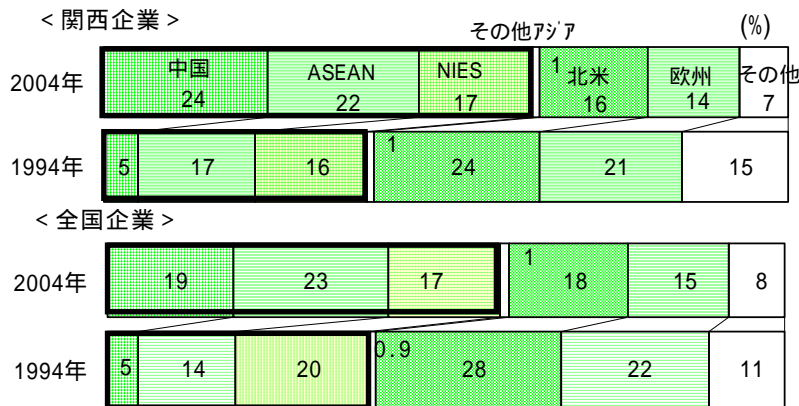 ＜関西企業＞
その他アジア
(%)
2004年
中国 ASEAN NIES 1 北米 欧州 その他
24 22 17 16 14 7
1994年 5 17 16 1 24 21 15
＜全国企業＞
2004年 19 23 17 1 18 15 8
1994年 5 14 20 0.9 28 22 11